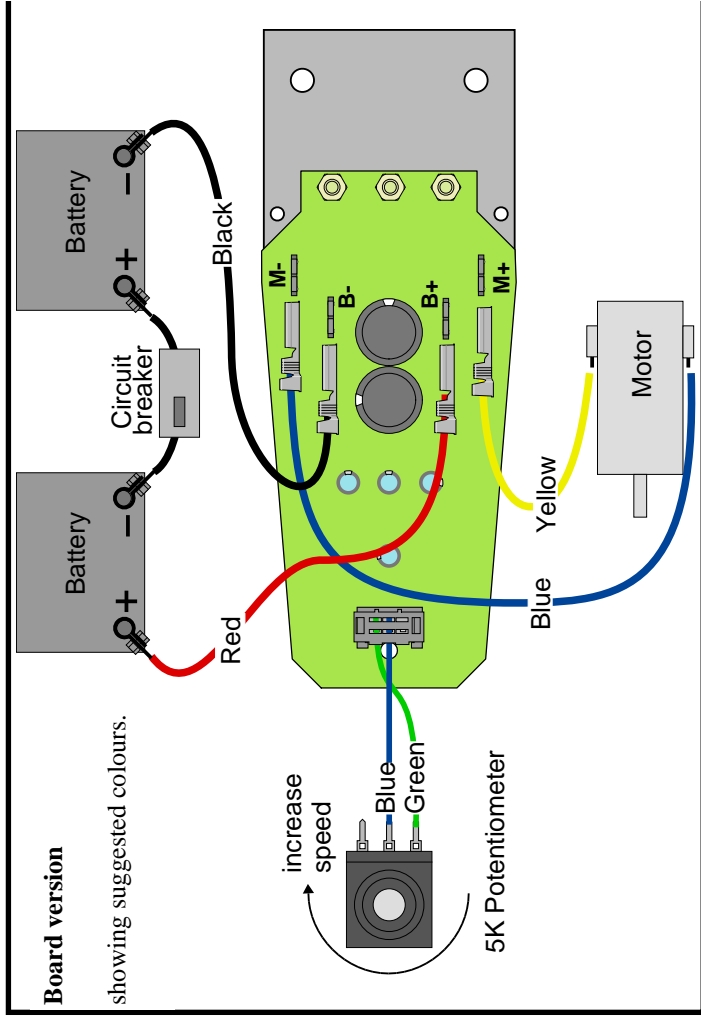 Board version
showing suggested colours.
Battery
+
−
Circuit
breaker
Battery
+
−
Red
Black
M-
B-
B+
M+
increase
speed
Blue
Green
5K Potentiometer
Yellow
Blue
Motor